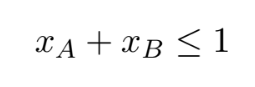 x_A + x_B ≤ 1